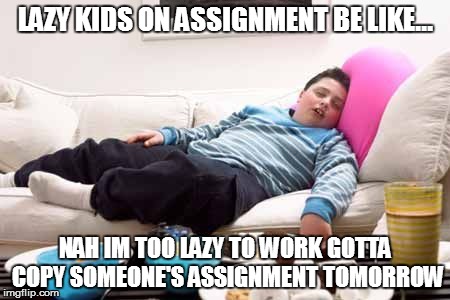 LAZY KIDS ON ASSIGNMENT BE LIKE...
NAH IM TOO LAZY TO WORK GOTTA
COPY SOMEONE'S ASSIGNMENT TOMORROW
imgflip.com